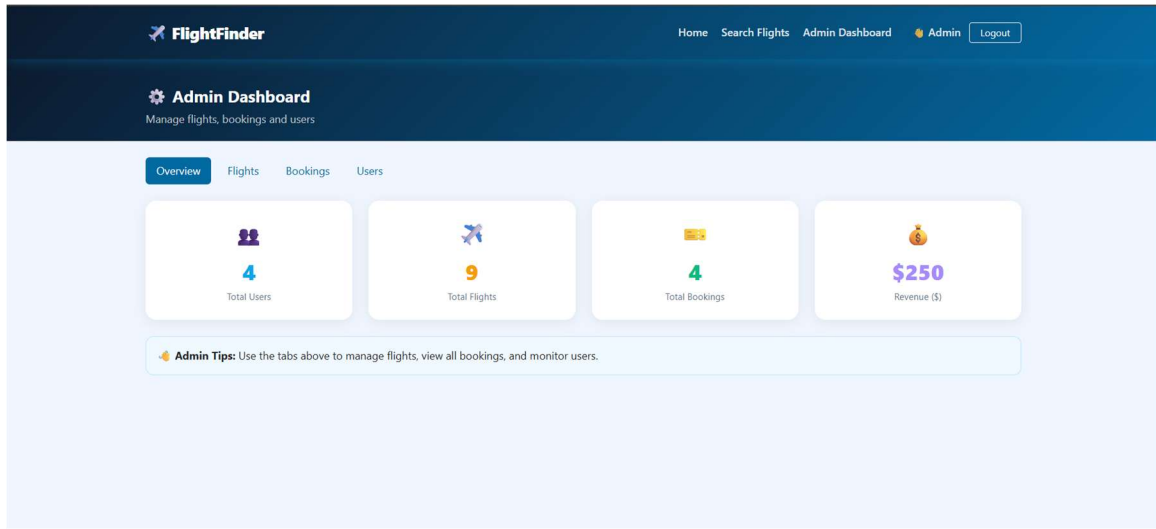 FlightFinder
Home Search Flights Admin Dashboard Admin Logout
Admin Dashboard
Manage flights, bookings and users
Overview Flights Bookings Users
4 9 4 $250
Total Users Total Flights Total Bookings Revenue ($)
Admin Tips: Use the tabs above to manage flights, view all bookings, and monitor users.